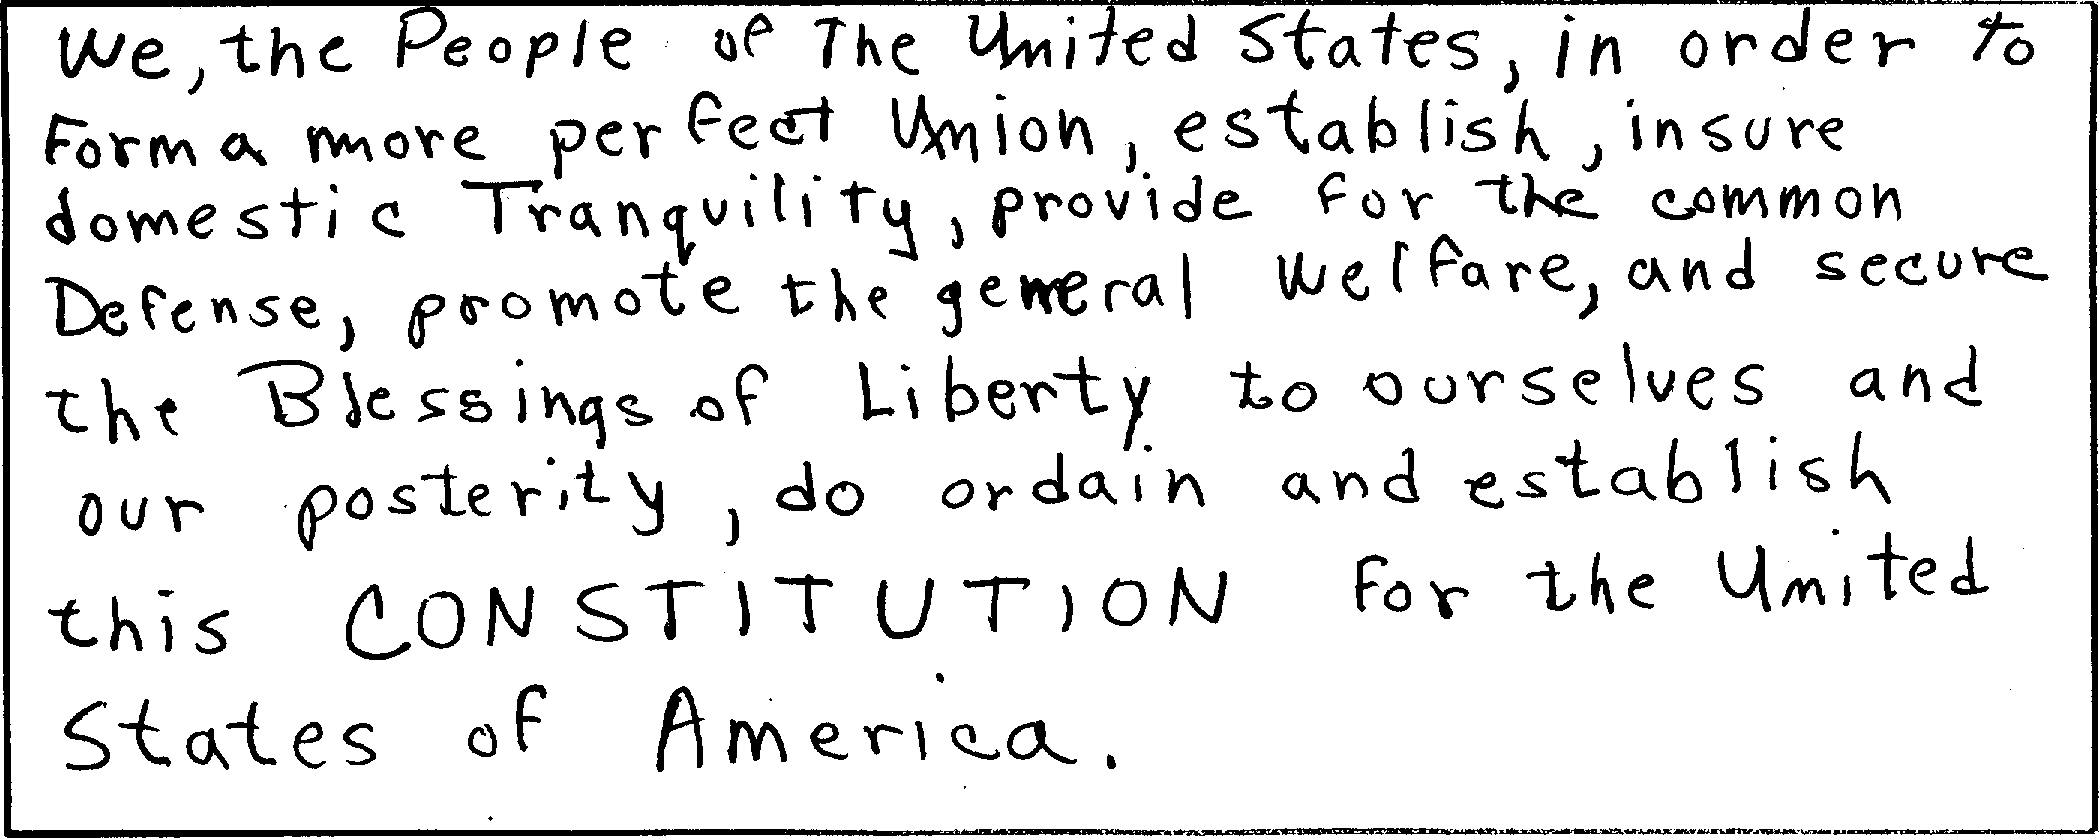 We, the People of The United States, in order to
Form a more perfect Union, establish, insure
domestic Tranquility, provide for the common
Defense, promote the general Welfare, and secure
the Blessings of Liberty to ourselves and
our posterity, do ordain and establish
this CONSTITUTION for the United
States of America.